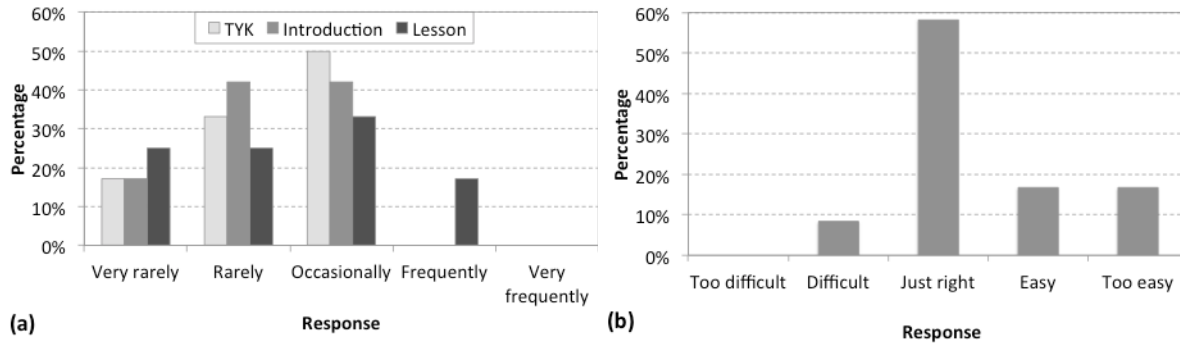 60%
50%
40%
30%
20%
10%
0%
Percentage
TYK Introduction Lesson
Very rarely Rarely Occasionally Frequently Very
frequently
Response
(a)
60%
50%
40%
30%
60%
20%
10%
0%
Percentage
Too difficult Difficult Just right Easy Too easy
Response
(b)